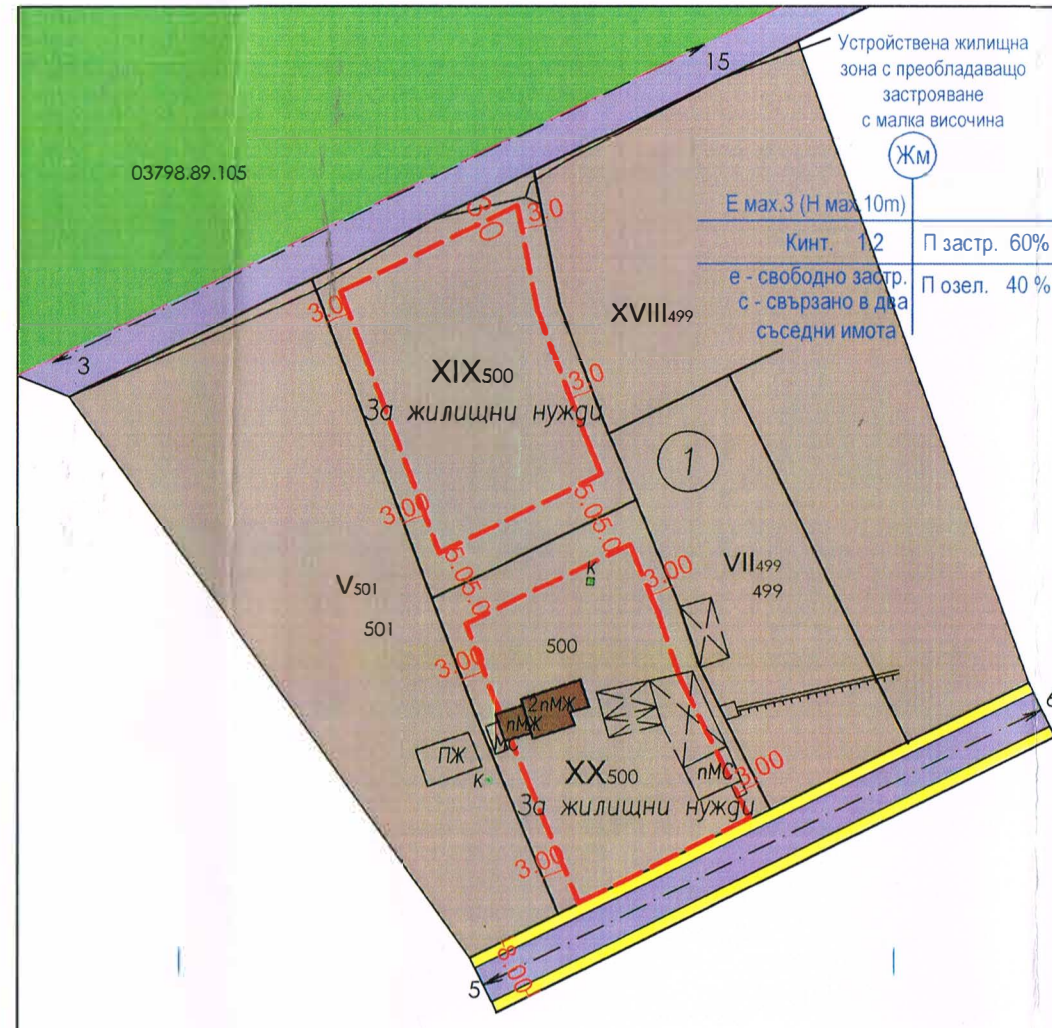 Устройствена жилищна
зона с преобладаващо
застрояване
с малка височина
Жм
Е мах.3 (Н мах.10m)
Кинт. 1.2
П застр. 60%
е - свободно застр.
с - свързано в два
съседни имота
П озел. 40 %
15
03798.89.105
3
3.0
3.0
3.0
XVIII499
XIX500
За жилищни нужди
3.0
1
3.00
5.0
5.0
5.0
5.0
V501
501
к
3.00
VII499
499
500
3.00
2пМЖ
пМЖ
М
ПЖ
к
XX500
За жилищни нужди
пМС
3.00
3.00
6
5
8.00